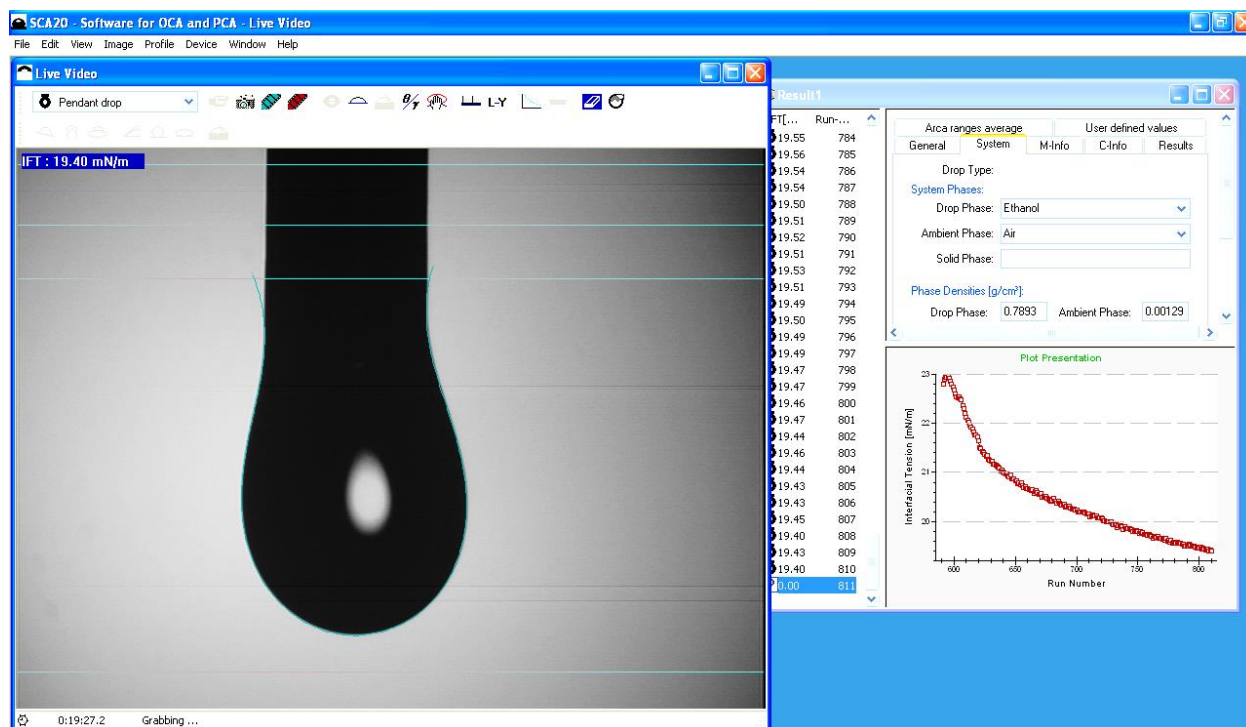 SCA20 - Software for OCA and PCA - Live Video
File Edit View Image Profile Device Window Help
Live Video
Pendant drop
L-Y
IFT : 19.40 mN/m
0:19:27.2 Grabbing ...
Result1
FT[... Run-...
19.55 784
19.56 785
19.54 786
19.54 787
19.50 788
19.51 789
19.52 790
19.51 791
19.53 792
19.51 793
19.49 794
19.50 795
19.49 796
19.49 797
19.47 798
19.47 799
19.46 800
19.47 801
19.44 802
19.46 803
19.44 804
19.43 805
19.43 806
19.45 807
19.40 808
19.43 809
19.40 810
0.00 811
Arca ranges average User defined values
General System M-Info C-Info Results
Drop Type:
System Phases:
Drop Phase: Ethanol
Ambient Phase: Air
Solid Phase:
Phase Densities [g/cm³]:
Drop Phase: 0.7893 Ambient Phase: 0.00129
Plot Presentation
Interfacial Tension [mN/m]
23
22
21
20
600 650 700 750 800
Run Number